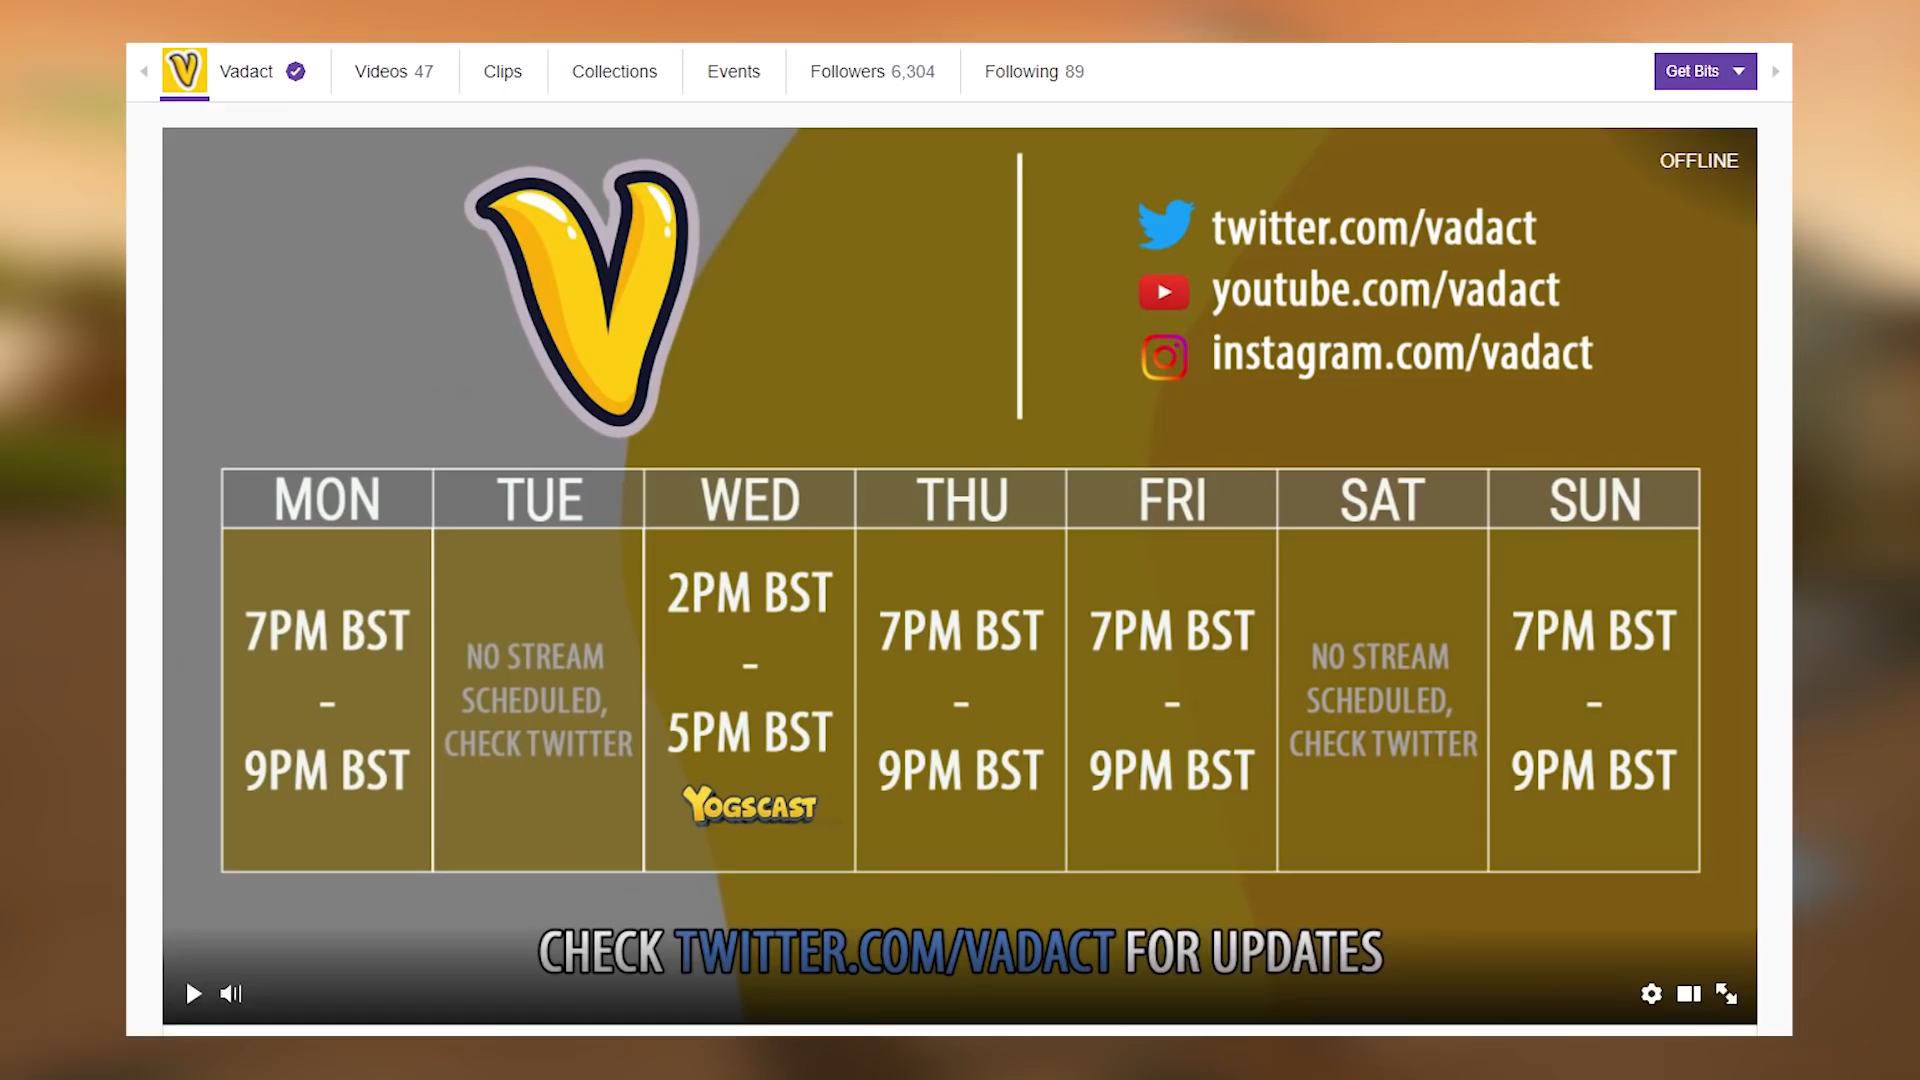 Vadact
Videos 47
Clips
Collections
Events
Followers 6,304
Following 89
Get Bits
OFFLINE
V
twitter.com/vadact
youtube.com/vadact
instagram.com/vadact
MON TUE WED THU FRI SAT SUN
7PM BST
-
9PM BST
NO STREAM
SCHEDULED,
CHECK TWITTER
2PM BST
-
5PM BST
YOGSCAST
7PM BST
-
9PM BST
7PM BST
-
9PM BST
NO STREAM
SCHEDULED,
CHECK TWITTER
7PM BST
-
9PM BST
CHECK TWITTER.COM/VADACT FOR UPDATES